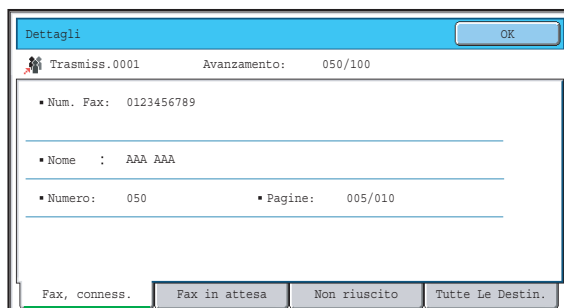 Dettagli OK
Trasmiss.0001 Avanzamento: 050/100
▪ Num. Fax: 0123456789
▪ Nome : AAA AAA
▪ Numero: 050 ▪ Pagine: 005/010
Fax, conness. Fax in attesa Non riuscito Tutte Le Destin.